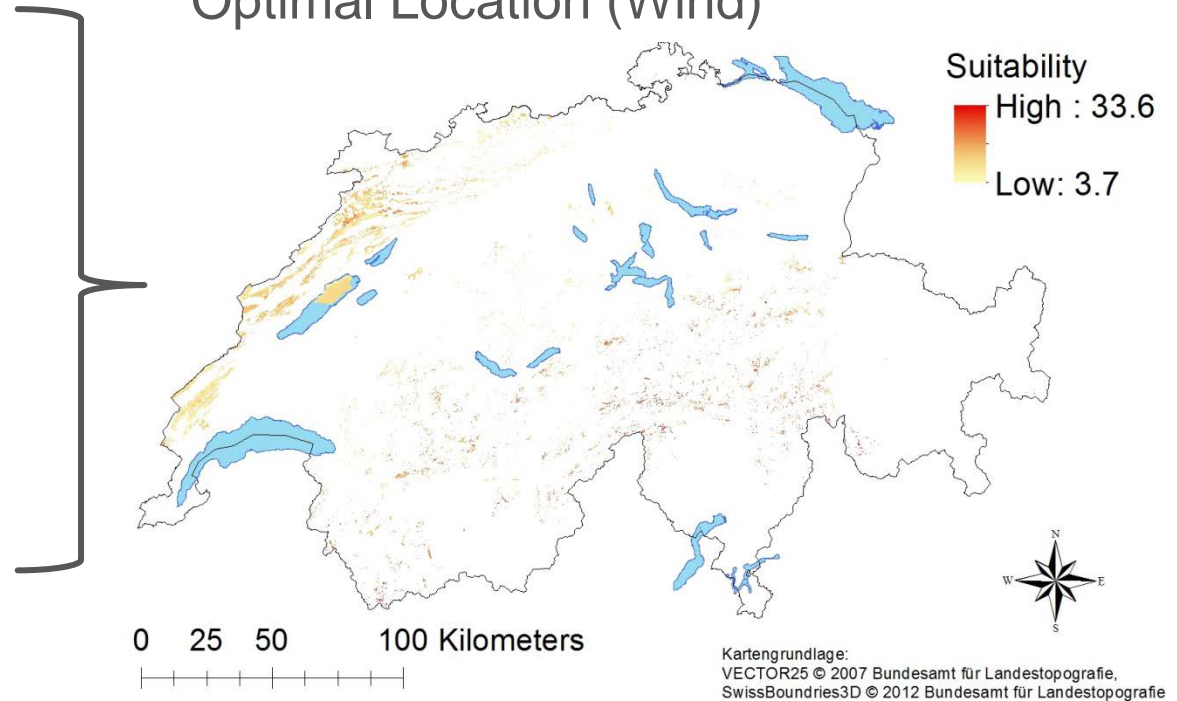 Optimal Location (Wind)
Suitability
High : 33.6
Low: 3.7
N
W E
S
0 25 50 100 Kilometers
Kartengrundlage:
VECTOR25 © 2007 Bundesamt für Landestopografie,
SwissBoundries3D © 2012 Bundesamt für Landestopografie